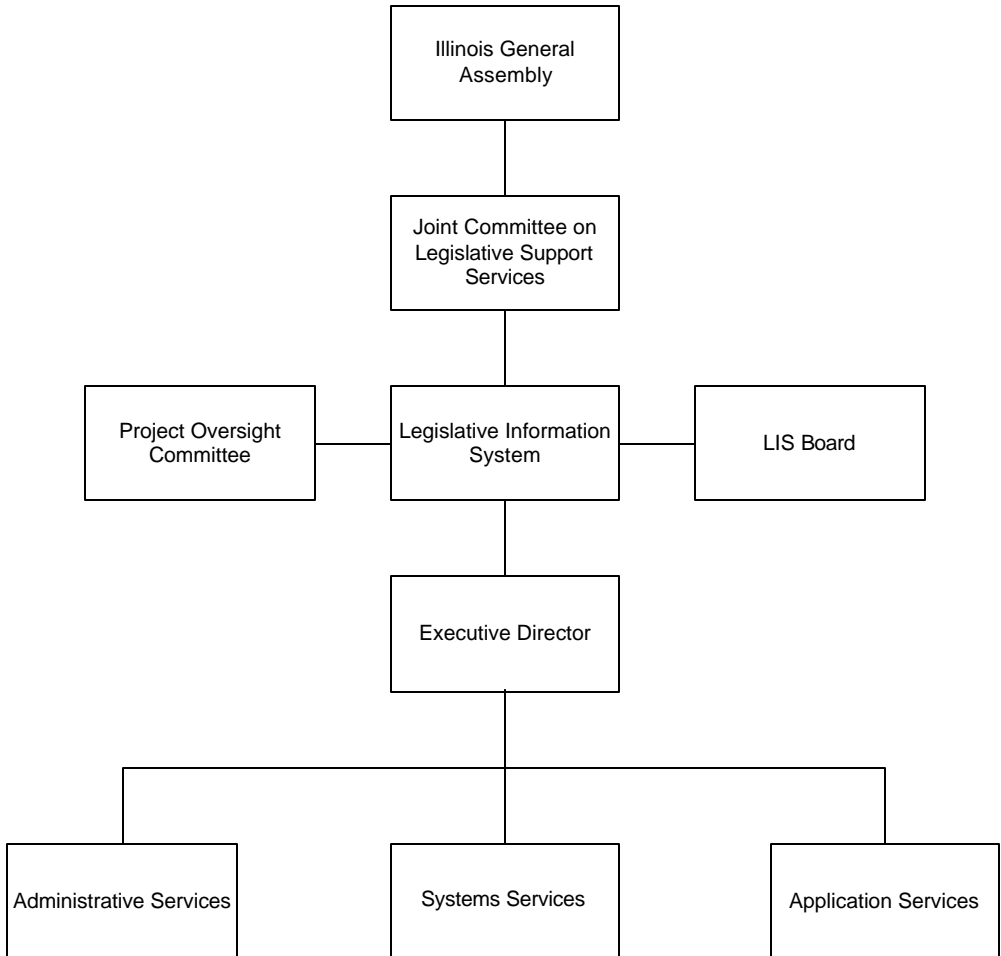 Illinois General
Assembly
Joint Committee on
Legislative Support
Services
Project Oversight
Committee
Legislative Information
System
LIS Board
Executive Director
Administrative Services
Systems Services
Application Services